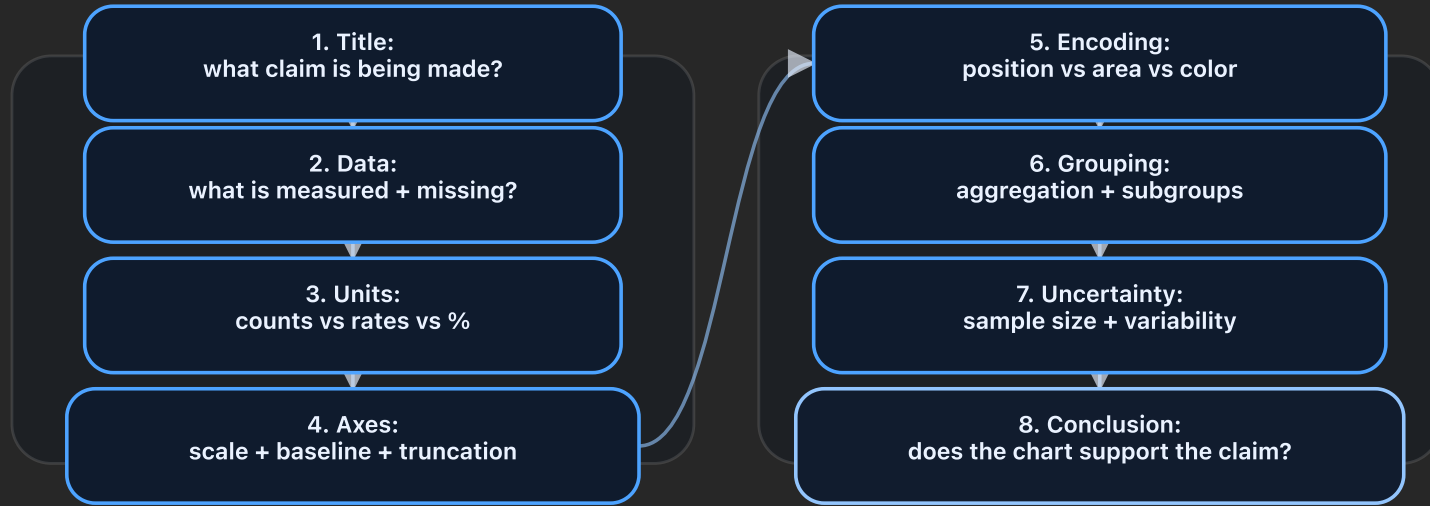 1. Title:
what claim is being made?
2. Data:
what is measured + missing?
3. Units:
counts vs rates vs %
4. Axes:
scale + baseline + truncation
5. Encoding:
position vs area vs color
6. Grouping:
aggregation + subgroups
7. Uncertainty:
sample size + variability
8. Conclusion:
does the chart support the claim?